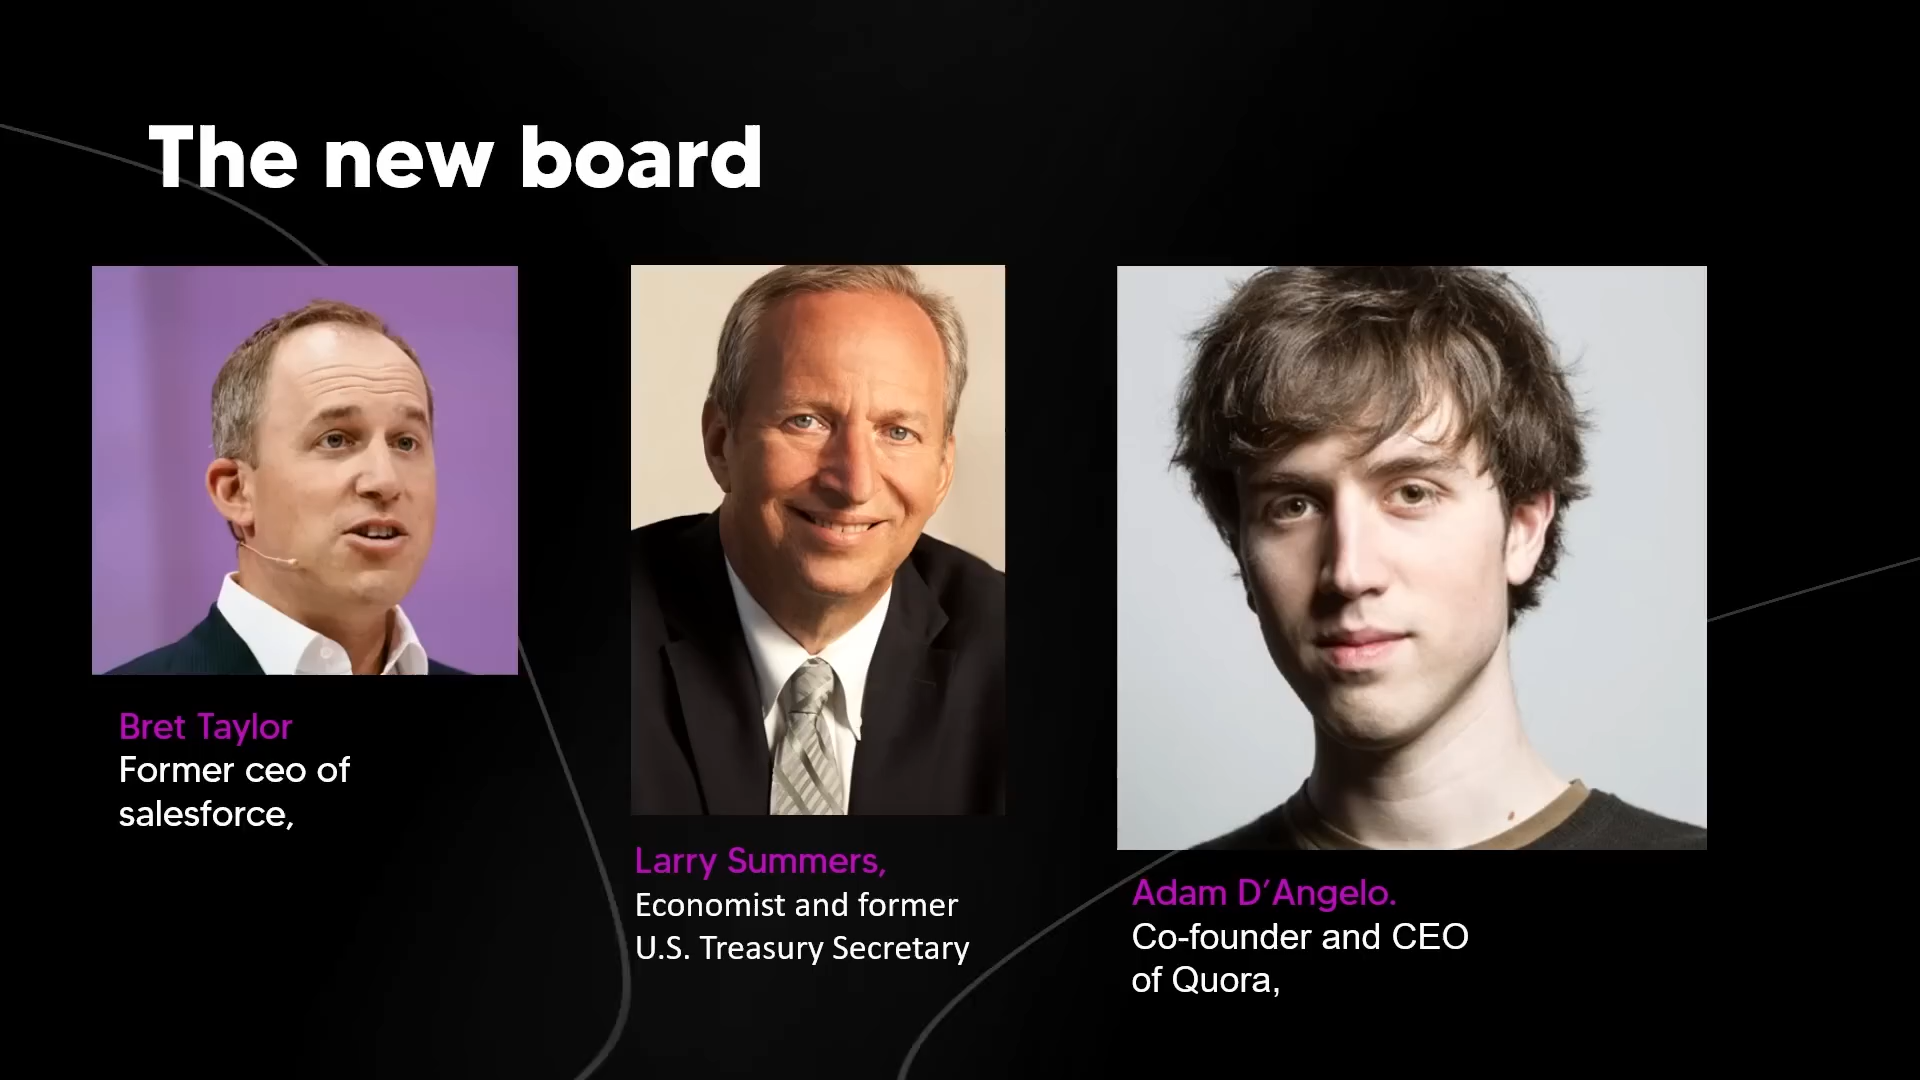 The new board
Bret Taylor
Former ceo of
salesforce,
Larry Summers,
Economist and former
U.S. Treasury Secretary
Adam D’Angelo.
Co-founder and CEO
of Quora,